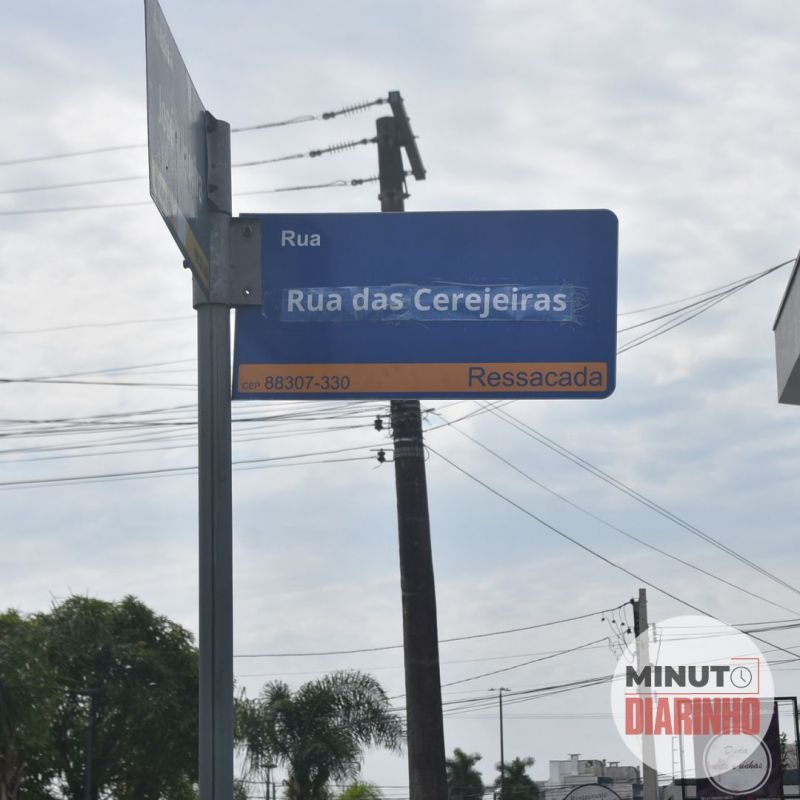 Rua
Rua das Cerejeiras
CEP 88307-330
Ressacada
MINUTO
DIARINHO